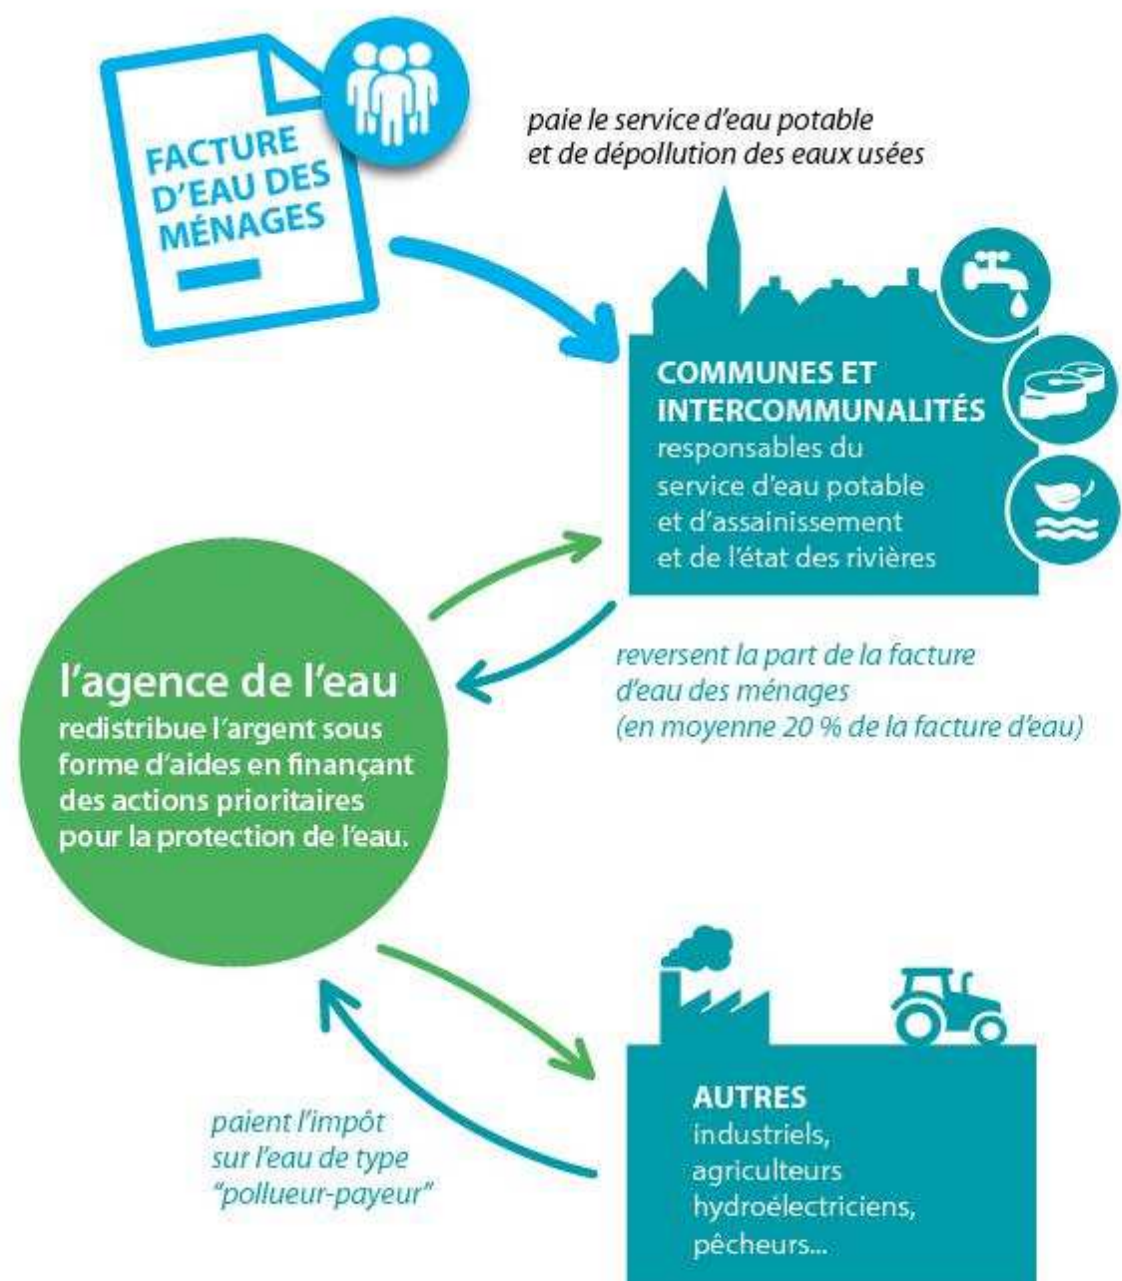 FACTURE
D'EAU DES
MÉNAGES
paie le service d'eau potable
et de dépollution des eaux usées
COMMUNES ET
INTERCOMMUNALITÉS
responsables du
service d'eau potable
et d'assainissement
et de l'état des rivières
reversent la part de la facture
d'eau des ménages
(en moyenne 20 % de la facture d'eau)
l'agence de l'eau
redistribue l'argent sous
forme d'aides en finançant
des actions prioritaires
pour la protection de l'eau.
AUTRES
industriels,
agriculteurs
hydroélectriciens,
pêcheurs...
paient l'impôt
sur l'eau de type
"pollueur-payeur"